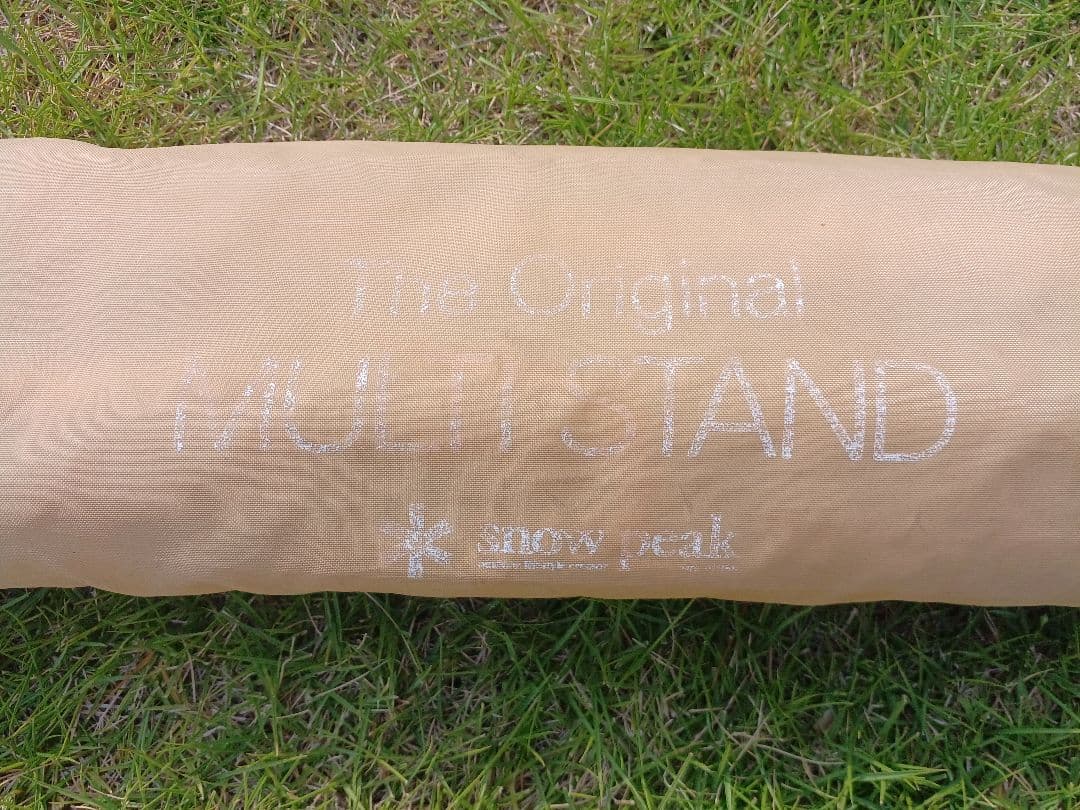 The Original
MULTI STAND
snow peak